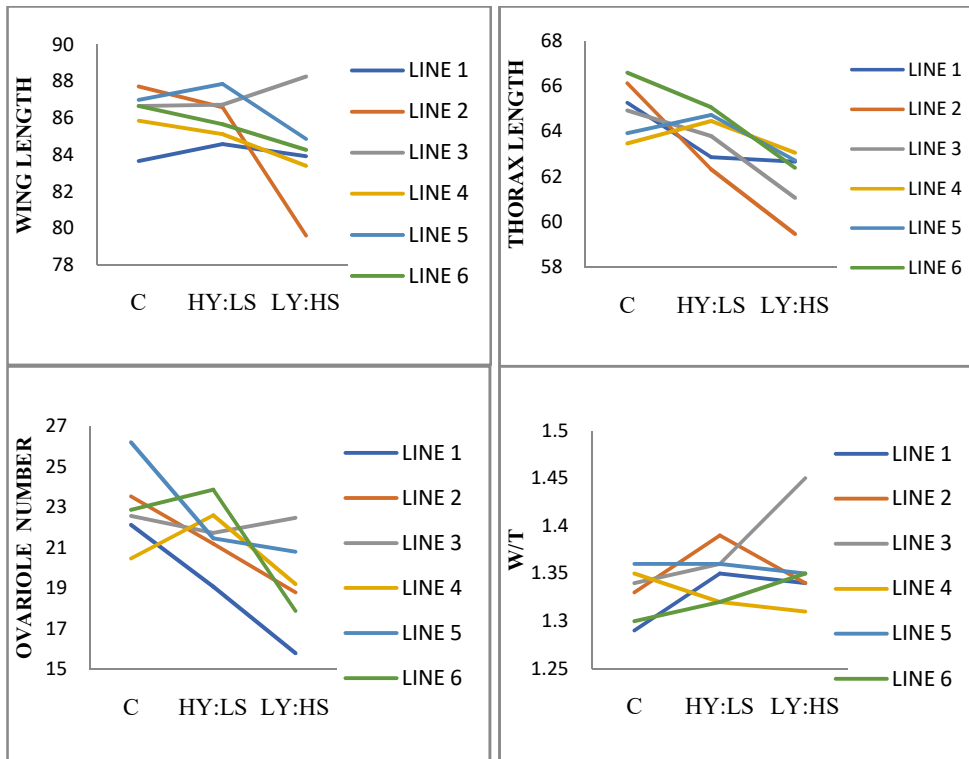 WING LENGTH
90
88
86
84
82
80
78
C HY:LS LY:HS
LINE 1
LINE 2
LINE 3
LINE 4
LINE 5
LINE 6
THORAX LENGTH
68
66
64
62
60
58
C HY:LS LY:HS
LINE 1
LINE 2
LINE 3
LINE 4
LINE 5
LINE 6
OVARIOLE NUMBER
27
25
23
21
19
17
15
C HY:LS LY:HS
LINE 1
LINE 2
LINE 3
LINE 4
LINE 5
LINE 6
W/T
1.5
1.45
1.4
1.35
1.3
1.25
C HY:LS LY:HS
LINE 1
LINE 2
LINE 3
LINE 4
LINE 5
LINE 6